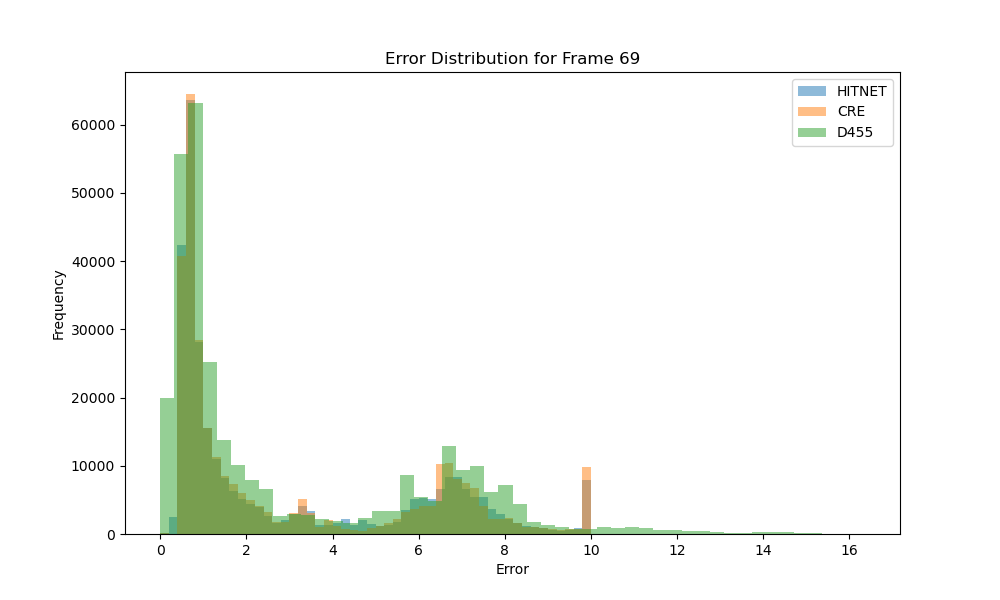 Error Distribution for Frame 69
HITNET
CRE
D455
60000
50000
40000
30000
20000
10000
0
Frequency
0 2 4 6 8 10 12 14 16
Error